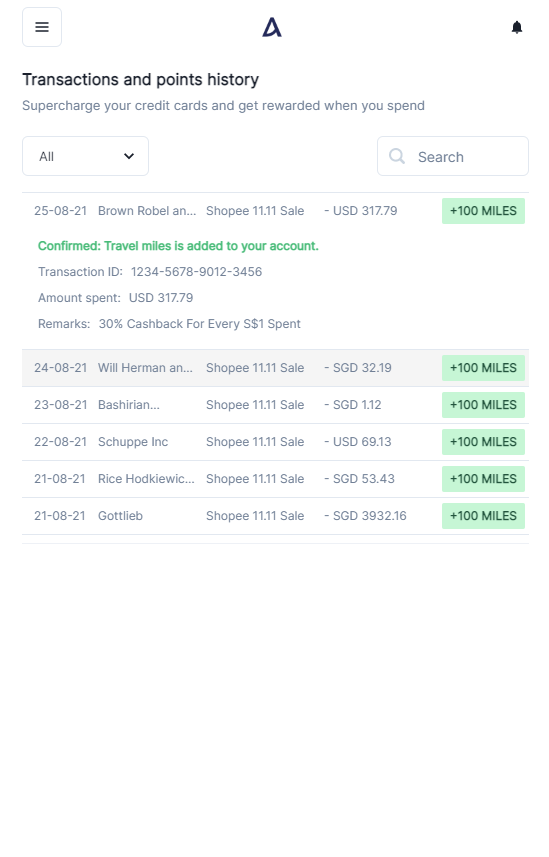 Transactions and points history
Supercharge your credit cards and get rewarded when you spend
All
Search
25-08-21 Brown Robel an... Shopee 11.11 Sale - USD 317.79 +100 MILES
Confirmed: Travel miles is added to your account.
Transaction ID: 1234-5678-9012-3456
Amount spent: USD 317.79
Remarks: 30% Cashback For Every S$1 Spent
24-08-21 Will Herman an... Shopee 11.11 Sale - SGD 32.19 +100 MILES
23-08-21 Bashirian... Shopee 11.11 Sale - SGD 1.12 +100 MILES
22-08-21 Schuppe Inc Shopee 11.11 Sale - USD 69.13 +100 MILES
21-08-21 Rice Hodkiewic... Shopee 11.11 Sale - SGD 53.43 +100 MILES
21-08-21 Gottlieb Shopee 11.11 Sale - SGD 3932.16 +100 MILES